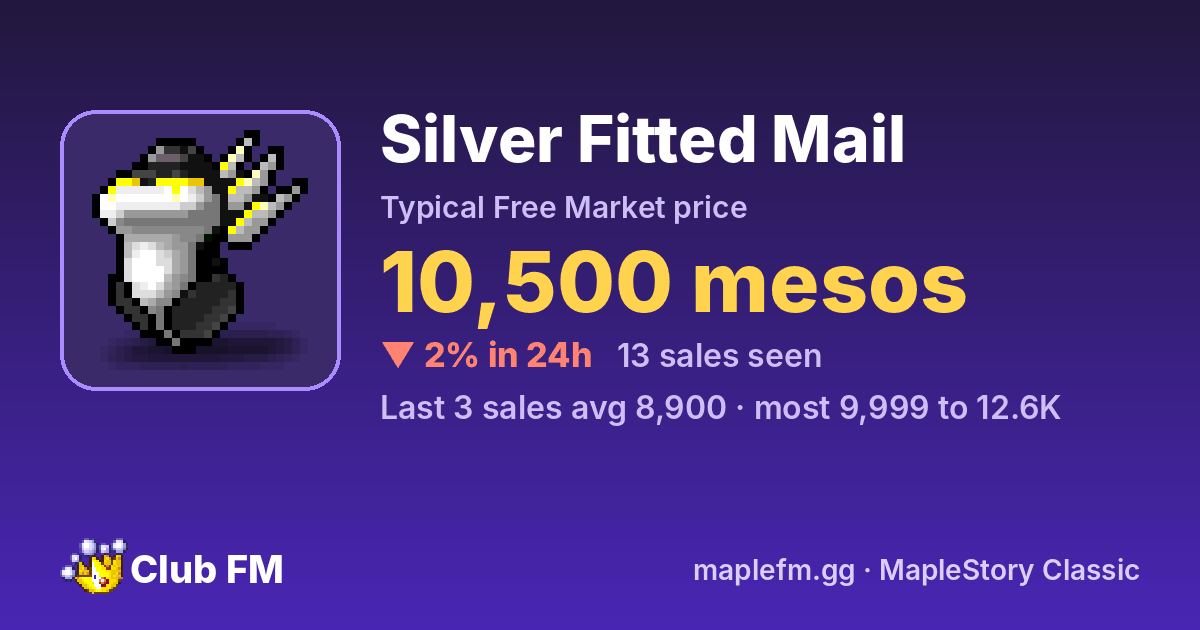 Silver Fitted Mail
Typical Free Market price
10,500 mesos
▼ 2% in 24h 13 sales seen
Last 3 sales avg 8,900 · most 9,999 to 12.6K
Club FM
maplefm.gg · MapleStory Classic